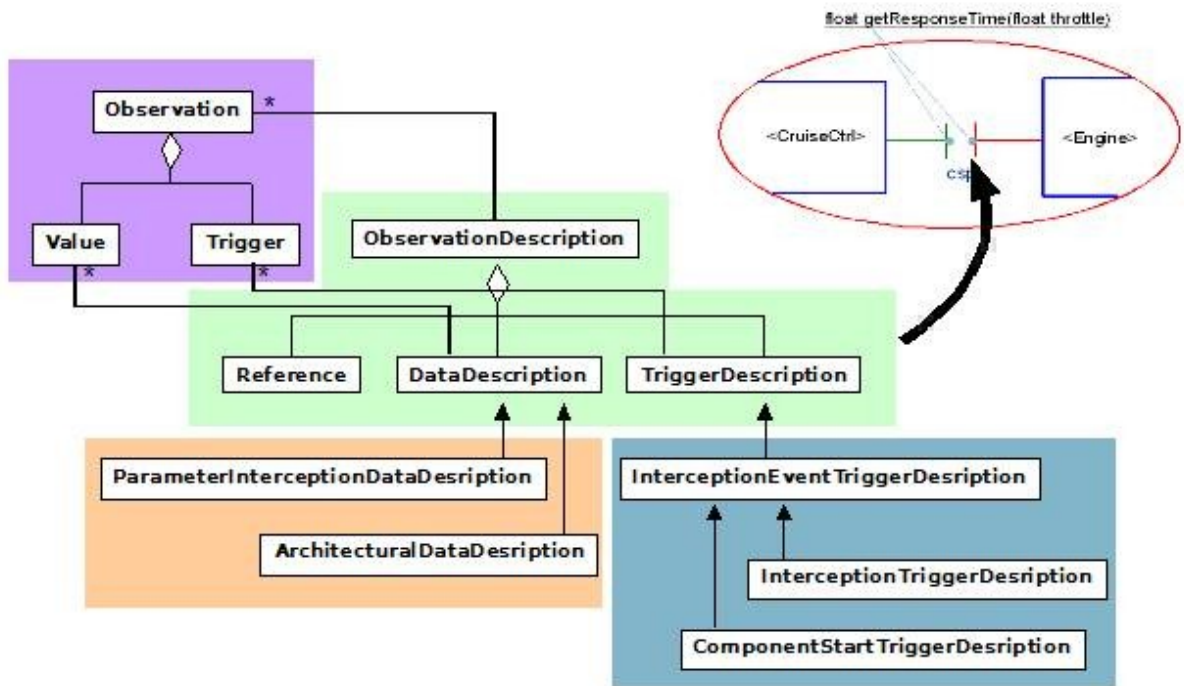 float getResponseTime(float throttle)
Observation
*
<CruiseCtrl>
<Engine>
Value
Trigger
*
*
ObservationDescription
Reference
DataDescription
TriggerDescription
ParameterInterceptionDataDesription
InterceptionEventTriggerDesription
ArchitecturalDataDesription
InterceptionTriggerDesription
ComponentStartTriggerDesription